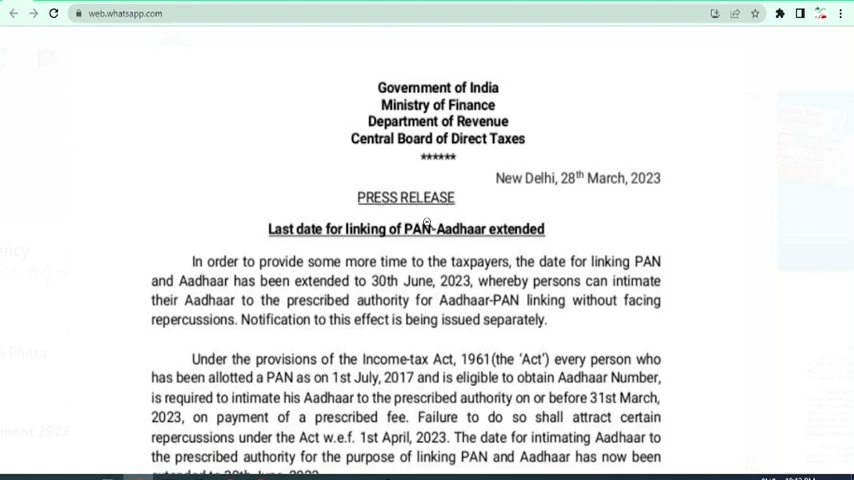 web.whatsapp.com
Government of India
Ministry of Finance
Department of Revenue
Central Board of Direct Taxes
******
New Delhi, 28th March, 2023
PRESS RELEASE
Last date for linking of PAN-Aadhaar extended
In order to provide some more time to the taxpayers, the date for linking PAN
and Aadhaar has been extended to 30th June, 2023, whereby persons can intimate
their Aadhaar to the prescribed authority for Aadhaar-PAN linking without facing
repercussions. Notification to this effect is being issued separately.
Under the provisions of the Income-tax Act, 1961(the ‘Act’) every person who
has been allotted a PAN as on 1st July, 2017 and is eligible to obtain Aadhaar Number,
is required to intimate his Aadhaar to the prescribed authority on or before 31st March,
2023, on payment of a prescribed fee. Failure to do so shall attract certain
repercussions under the Act w.e.f. 1st April, 2023. The date for intimating Aadhaar to
the prescribed authority for the purpose of linking PAN and Aadhaar has now been